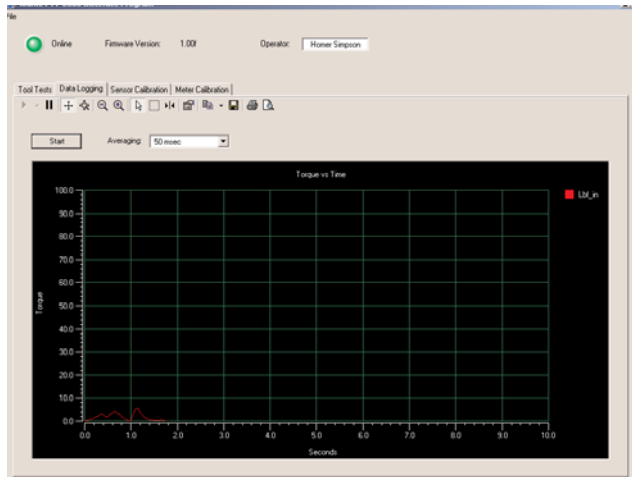 File
Online Firmware Version: 1.00f Operator: Homer Simpson
Tool Tests Data Logging Sensor Calibration Meter Calibration
Start Averaging: 50 msec
Torque vs Time
Lbf_in
100.0
90.0
80.0
70.0
60.0
50.0
40.0
30.0
20.0
10.0
0.0
Torque
0.0 1.0 2.0 3.0 4.0 5.0 6.0 7.0 8.0 9.0 10.0
Seconds